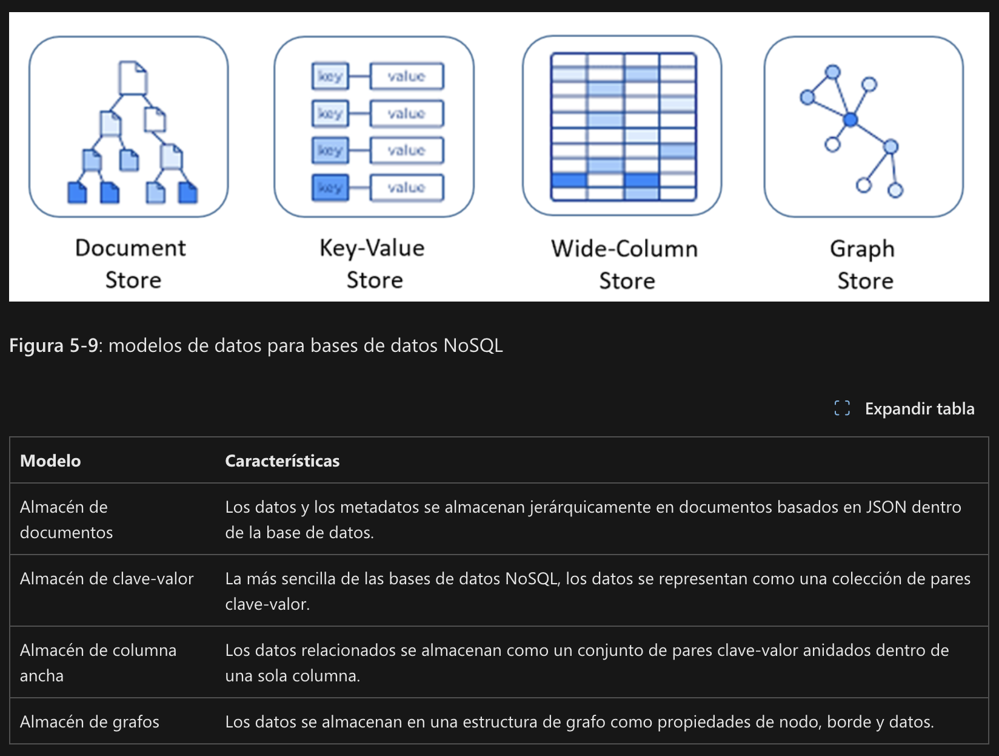 key value
key value
key value
key value
Document
Store
Key-Value
Store
Wide-Column
Store
Graph
Store
Figura 5-9: modelos de datos para bases de datos NoSQL
Expandir tabla
Modelo Características
Almacén de
documentos
Los datos y los metadatos se almacenan jerárquicamente en documentos basados en JSON dentro
de la base de datos.
Almacén de clave-valor
La más sencilla de las bases de datos NoSQL, los datos se representan como una colección de pares
clave-valor.
Almacén de columna
ancha
Los datos relacionados se almacenan como un conjunto de pares clave-valor anidados dentro de
una sola columna.
Almacén de grafos
Los datos se almacenan en una estructura de grafo como propiedades de nodo, borde y datos.